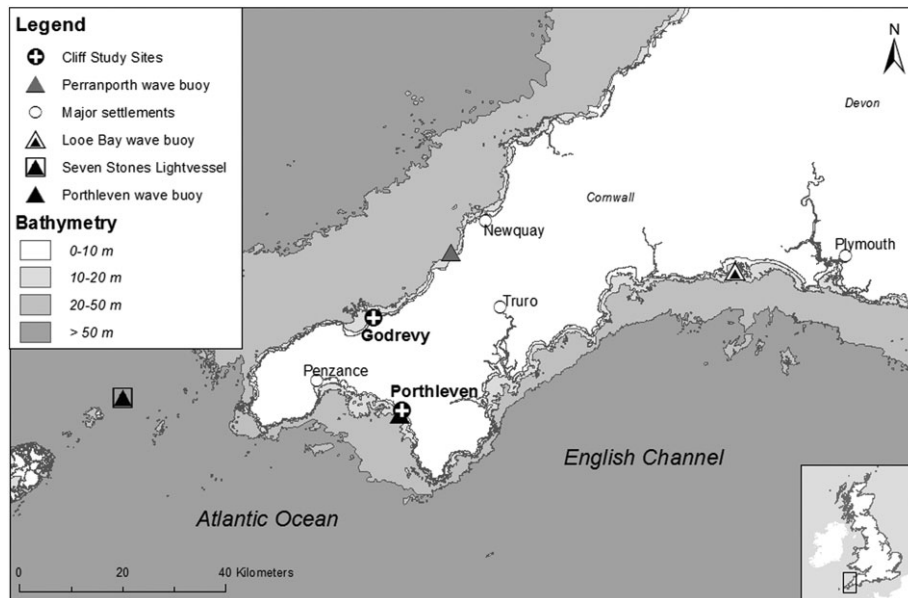 Legend
Cliff Study Sites
Perranporth wave buoy
Major settlements
Looe Bay wave buoy
Seven Stones Lightvessel
Porthleven wave buoy
Bathymetry
0-10 m
10-20 m
20-50 m
> 50 m
N
Devon
Cornwall
Newquay
Plymouth
Truro
Godrevy
Penzance
Porthleven
English Channel
Atlantic Ocean
0 20 40 Kilometers